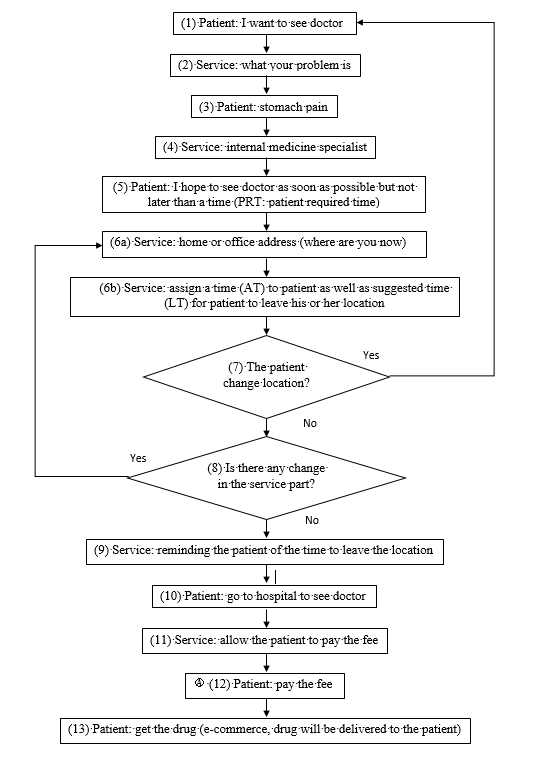 (1) Patient: I want to see doctor
(2) Service: what your problem is
(3) Patient: stomach pain
(4) Service: internal medicine specialist
(5) Patient: I hope to see doctor as soon as possible but not
later than a time (PRT: patient required time)
(6a) Service: home or office address (where are you now)
(6b) Service: assign a time (AT) to patient as well as suggested time
(LT) for patient to leave his or her location
(7) The patient
change location?
Yes
No
(8) Is there any change
in the service part?
Yes
No
(9) Service: reminding the patient of the time to leave the location
(10) Patient: go to hospital to see doctor
(11) Service: allow the patient to pay the fee
④ (12) Patient: pay the fee
(13) Patient: get the drug (e-commerce, drug will be delivered to the patient)